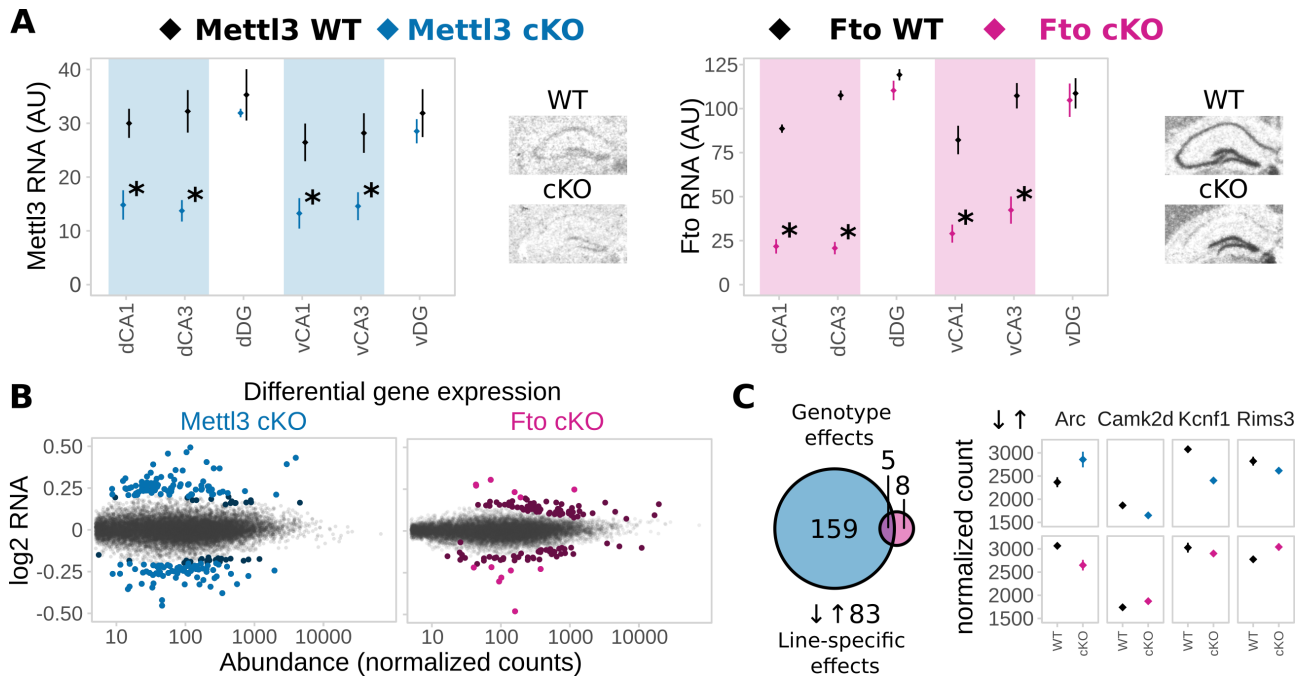 A
Mettl3 WT Mettl3 cKO
Fto WT Fto cKO
Mettl3 RNA (AU)
40
30
20
10
0
* * * *
dCA1 dCA3 dDG vCA1 vCA3 vDG
WT
cKO
Fto RNA (AU)
125
100
75
50
25
0
* * * *
dCA1 dCA3 dDG vCA1 vCA3 vDG
WT
cKO
B
Differential gene expression
Mettl3 cKO Fto cKO
log2 RNA
0.50
0.25
0
-0.25
-0.50
10 100 1000 10000 10 100 1000 10000
Abundance (normalized counts)
C
Genotype
effects
5
8
159
↓↑83
Line-specific
effects
↓↑ Arc Camk2d Kcnf1 Rims3
normalized count
3000
2500
2000
1500
3000
2500
2000
1500
WT cKO WT cKO WT cKO WT cKO